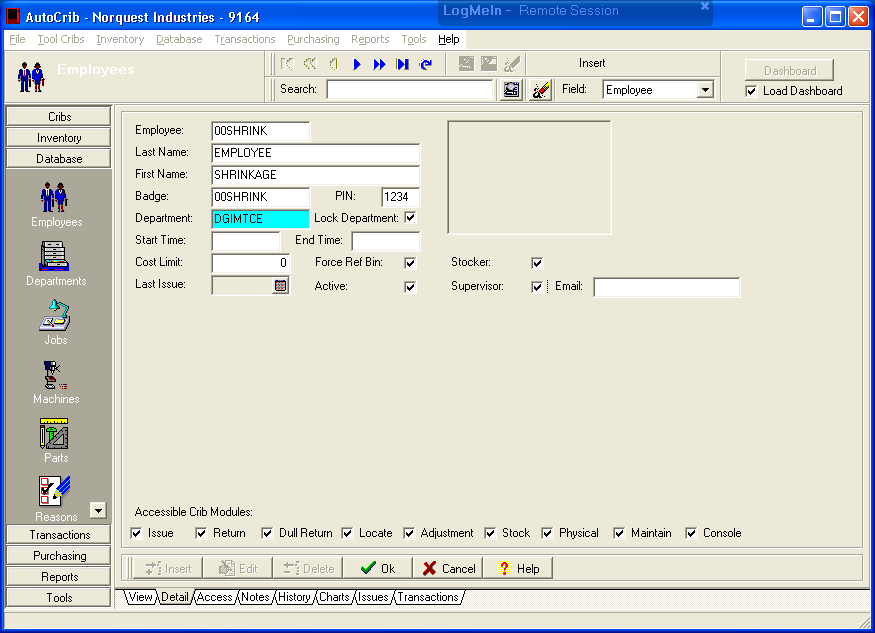 LogMeIn - Remote Session
AutoCrib - Norquest Industries - 9164
File Tool Cribs Inventory Database Transactions Purchasing Reports Tools Help
Employees
Insert
Dashboard
Search: Field: Employee
Load Dashboard
Cribs
Inventory
Database
Employees
Departments
Jobs
Machines
Parts
Reasons
Transactions
Purchasing
Reports
Tools
Employee: 00SHRINK
Last Name: EMPLOYEE
First Name: SHRINKAGE
Badge: 00SHRINK PIN: 1234
Department: DGIMTCE Lock Department:
Start Time: End Time:
Cost Limit: 0 Force Ref Bin: Stocker:
Last Issue: Active: Supervisor: Email:
Accessible Crib Modules:
Issue Return Dull Return Locate Adjustment Stock Physical Maintain Console
Insert Edit Delete Ok Cancel Help
View Detail Access Notes History Charts Issues Transactions